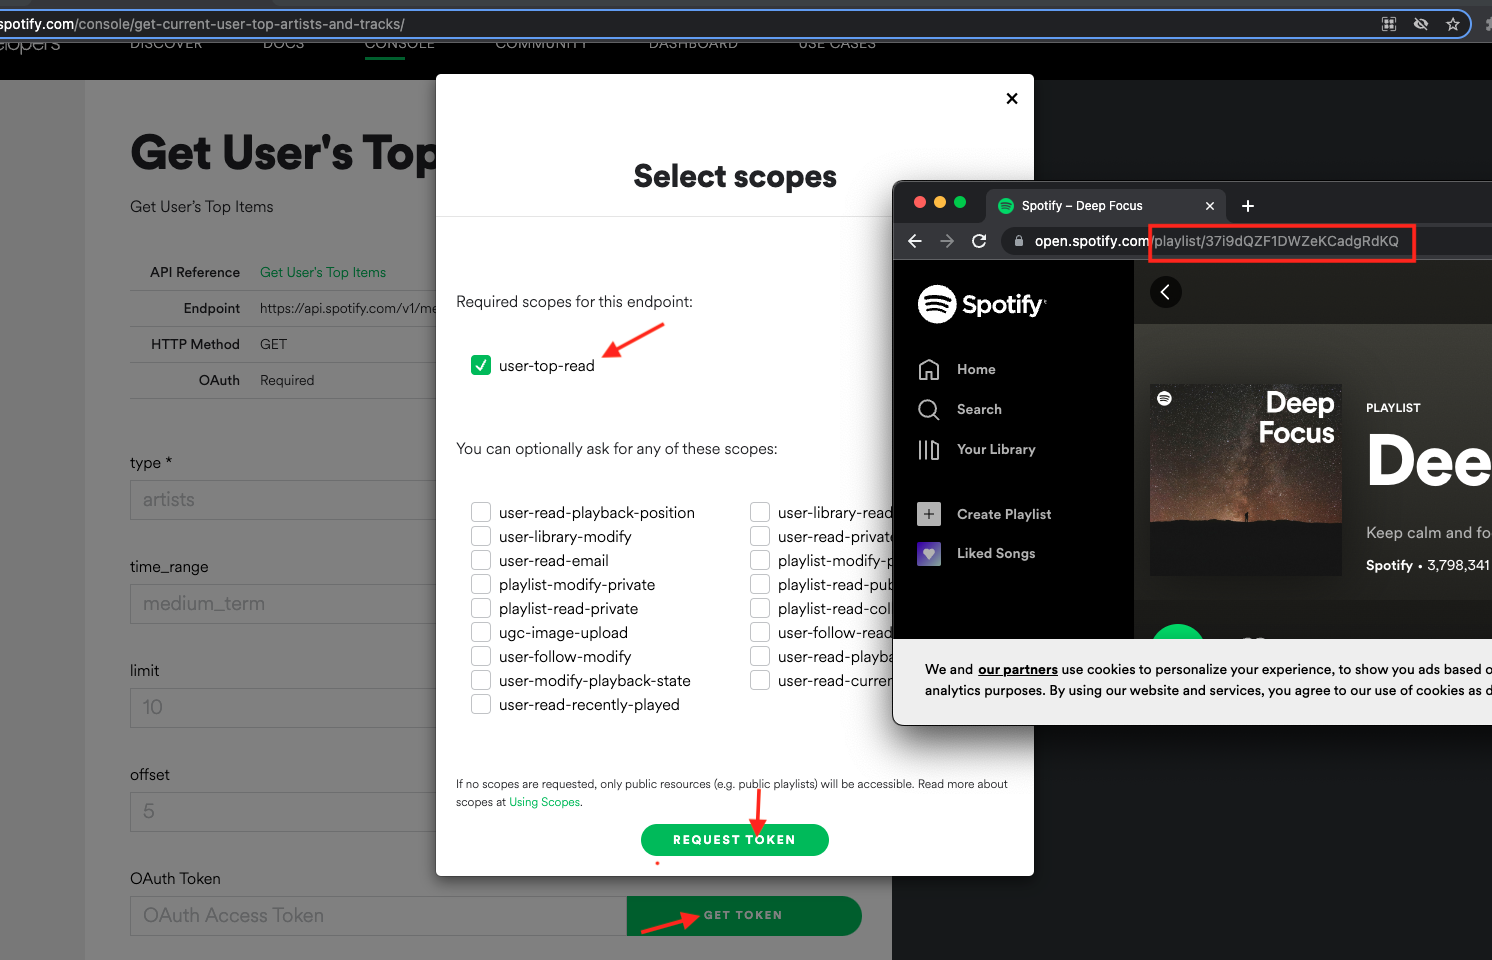 spotify.com/console/get-current-user-top-artists-and-tracks/
DISCOVER DOCS CONSOLE COMMUNITY DASHBOARD USE CASES
Get User's Top
Get User's Top Items
API Reference Get User's Top Items
Endpoint https://api.spotify.com/v1/me
HTTP Method GET
OAuth Required
type *
artists
time_range
medium_term
limit
10
offset
5
OAuth Token
OAuth Access Token
GET TOKEN
×
Select scopes
Required scopes for this endpoint:
user-top-read
You can optionally ask for any of these scopes:
user-read-playback-position
user-library-modify
user-read-email
playlist-modify-private
playlist-read-private
ugc-image-upload
user-follow-modify
user-modify-playback-state
user-read-recently-played
user-library-read
user-read-private
playlist-modify-p
playlist-read-pub
playlist-read-col
user-follow-read
user-read-playba
user-read-curren
If no scopes are requested, only public resources (e.g. public playlists) will be accessible. Read more about
scopes at Using Scopes.
REQUEST TOKEN
Spotify – Deep Focus
open.spotify.com/playlist/37i9dQZF1DWZeKCadgRdKQ
Spotify
Home
Search
Your Library
Create Playlist
Liked Songs
Deep
Focus
PLAYLIST
Dee
Keep calm and fo
Spotify • 3,798,341
We and our partners use cookies to personalize your experience, to show you ads based o
analytics purposes. By using our website and services, you agree to our use of cookies as d